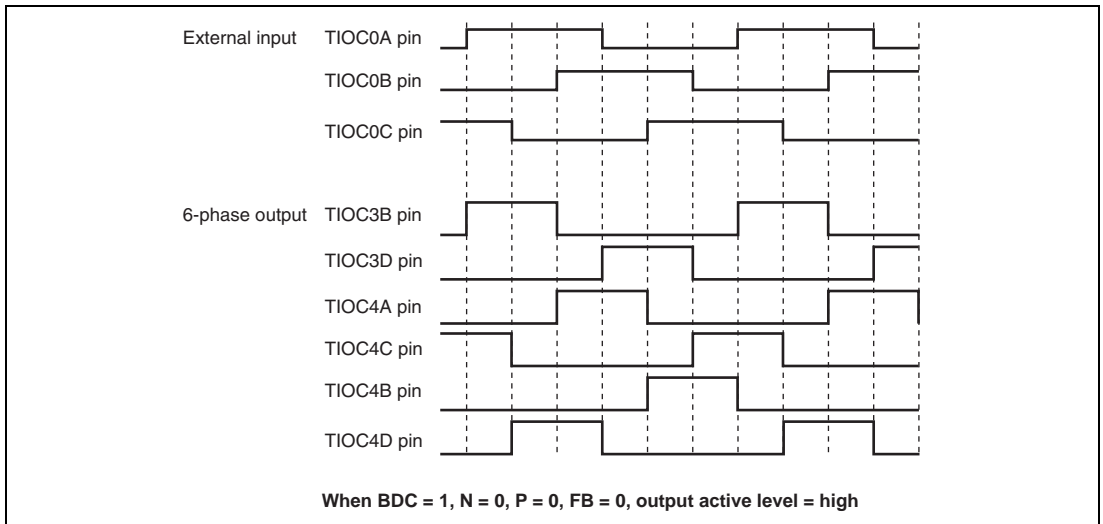 External input TIOC0A pin
TIOC0B pin
TIOC0C pin
6-phase output TIOC3B pin
TIOC3D pin
TIOC4A pin
TIOC4C pin
TIOC4B pin
TIOC4D pin
When BDC = 1, N = 0, P = 0, FB = 0, output active level = high